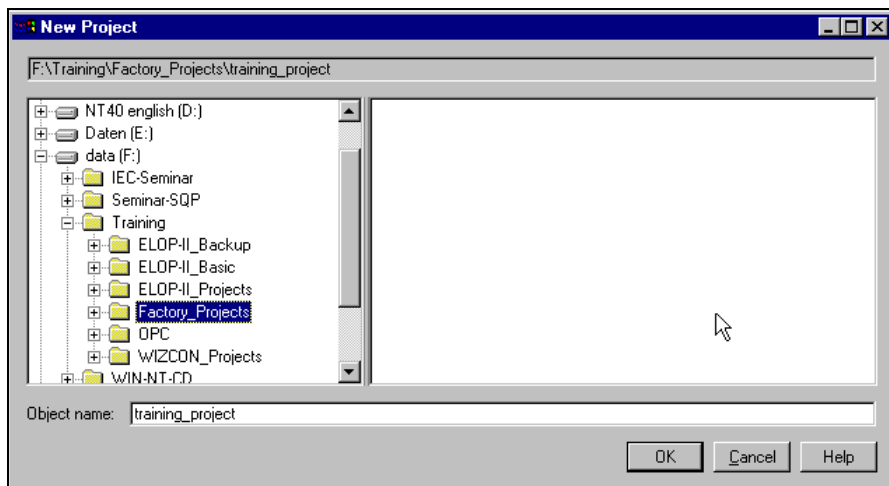 New Project
F:\Training\Factory_Projects\training_project
NT40 english (D:)
Daten (E:)
data (F:)
IEC-Seminar
Seminar-SQP
Training
ELOP-II_Backup
ELOP-II_Basic
ELOP-II_Projects
Factory_Projects
OPC
WIZCON_Projects
WIN-NT-CD
Object name: training_project
OK Cancel Help